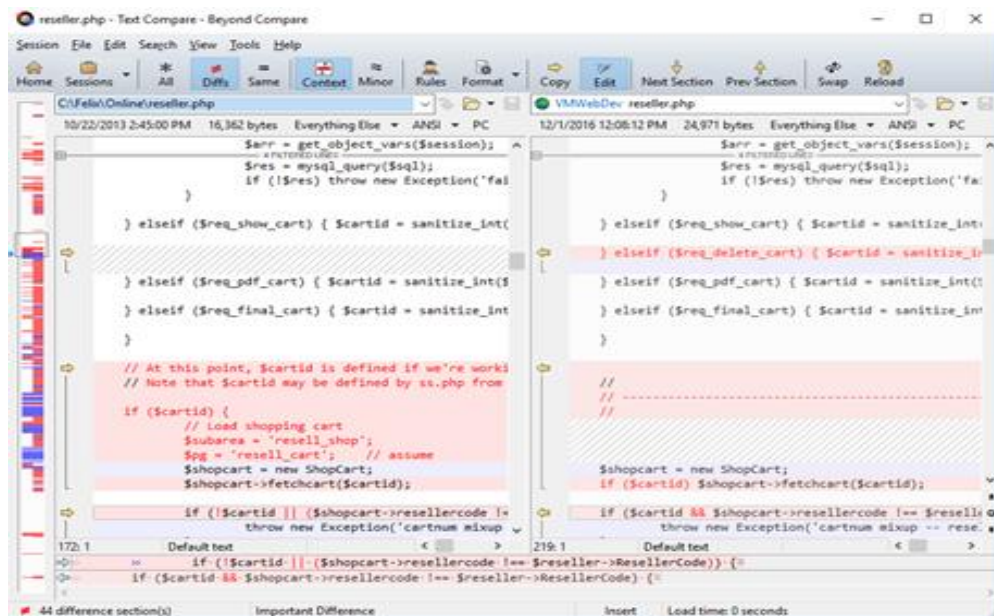 reseller.php - Text Compare - Beyond Compare
Session File Edit Search View Tools Help
Home Sessions All Diffs Same Context Minor Rules Format Copy Edit Next Section Prev Section Swap Reload
C:\Felix\Online\reseller.php
10/22/2013 2:45:00 PM 16,362 bytes Everything Else ANSI PC
$arr = get_object_vars($session);
4 FILTERED LINES
$res = mysql_query($sql);
if (!$res) throw new Exception('fai
}
} elseif ($req_show_cart) { $cartid = sanitize_int(
} elseif ($req_pdf_cart) { $cartid = sanitize_int($
} elseif ($req_final_cart) { $cartid = sanitize_int
}
// At this point, $cartid is defined if we're worki
// Note that $cartid may be defined by ss.php from
if ($cartid) {
// Load shopping cart
$subarea = 'resell_shop';
$pg = 'resell_cart'; // assume
$shopcart = new ShopCart;
$shopcart->fetchcart($cartid);
if (!$cartid || ($shopcart->resellercode !=
throw new Exception('cartnum mixup
172: 1 Default text
VMWebDev reseller.php
12/1/2016 12:08:12 PM 24,971 bytes Everything Else ANSI PC
$arr = get_object_vars($session);
4 FILTERED LINES
$res = mysql_query($sql);
if (!$res) throw new Exception('fa
}
} elseif ($req_show_cart) { $cartid = sanitize_int
} elseif ($req_delete_cart) { $cartid = sanitize_i
} elseif ($req_pdf_cart) { $cartid = sanitize_int(
} elseif ($req_final_cart) { $cartid = sanitize_in
}
//
// ------------------------------------------------
//
$shopcart = new ShopCart;
if ($cartid) $shopcart->fetchcart($cartid);
if ($cartid && $shopcart->resellercode !== $resell
throw new Exception('cartnum mixup -- rese
219: 1 Default text
if (!$cartid || ($shopcart->resellercode !== $reseller->ResellerCode)) {
if ($cartid && $shopcart->resellercode !== $reseller->ResellerCode) {
44 difference section(s) Important Difference Insert Load time: 0 seconds